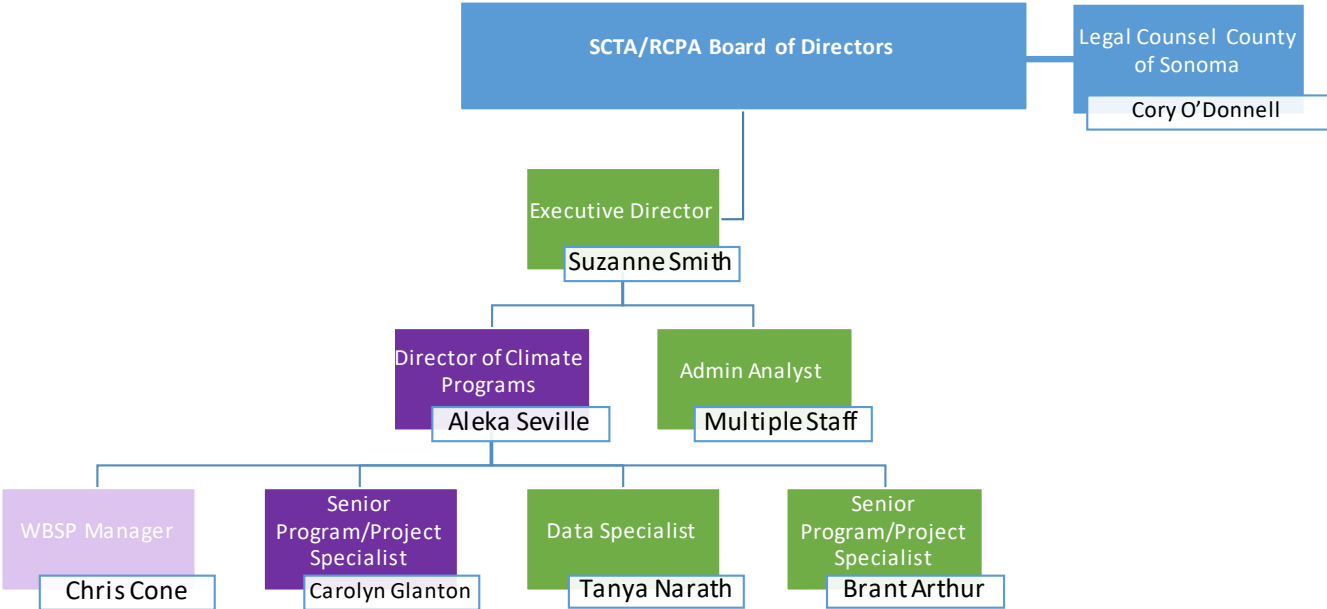 SCTA/RCPA Board of Directors
Legal Counsel County
of Sonoma
Cory O’Donnell
Executive Director
Suzanne Smith
Director of Climate
Programs
Aleka Seville
Admin Analyst
Multiple Staff
WBSP Manager
Chris Cone
Senior
Program/Project
Specialist
Carolyn Glanton
Data Specialist
Tanya Narath
Senior
Program/Project
Specialist
Brant Arthur